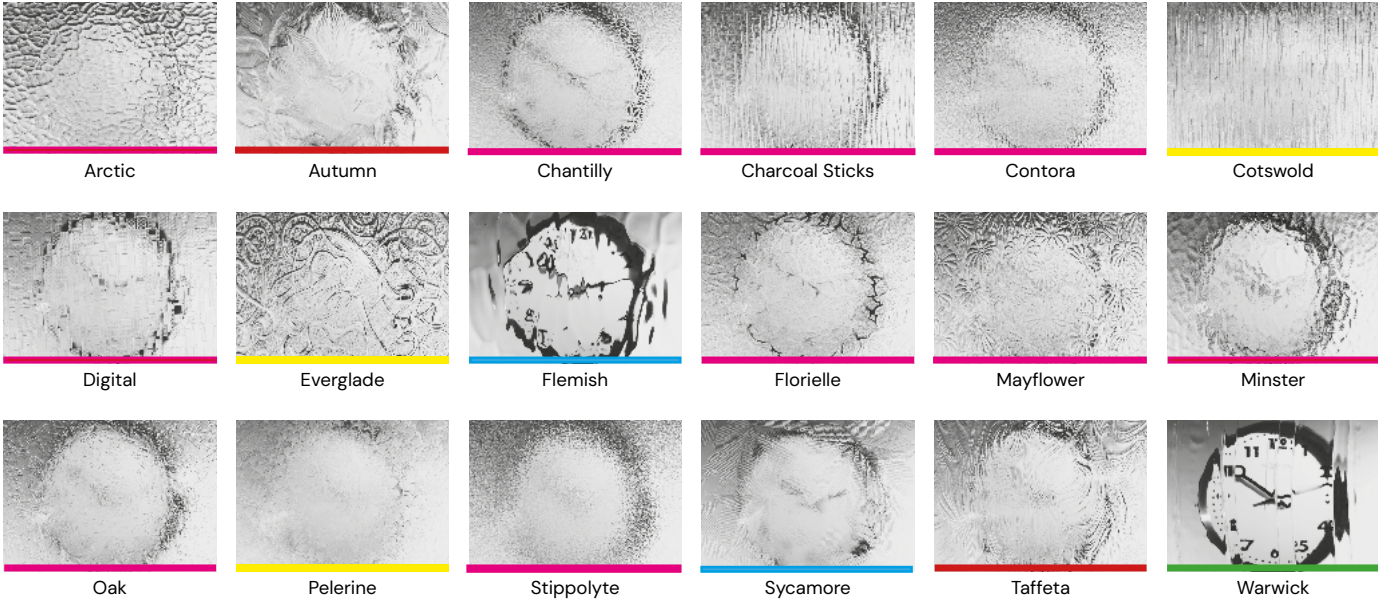 Arctic
Autumn
Chantilly
Charcoal Sticks
Contora
Cotswold
Digital
Everglade
Flemish
Florielle
Mayflower
Minster
Oak
Pelerine
Stippolyte
Sycamore
Taffeta
Warwick